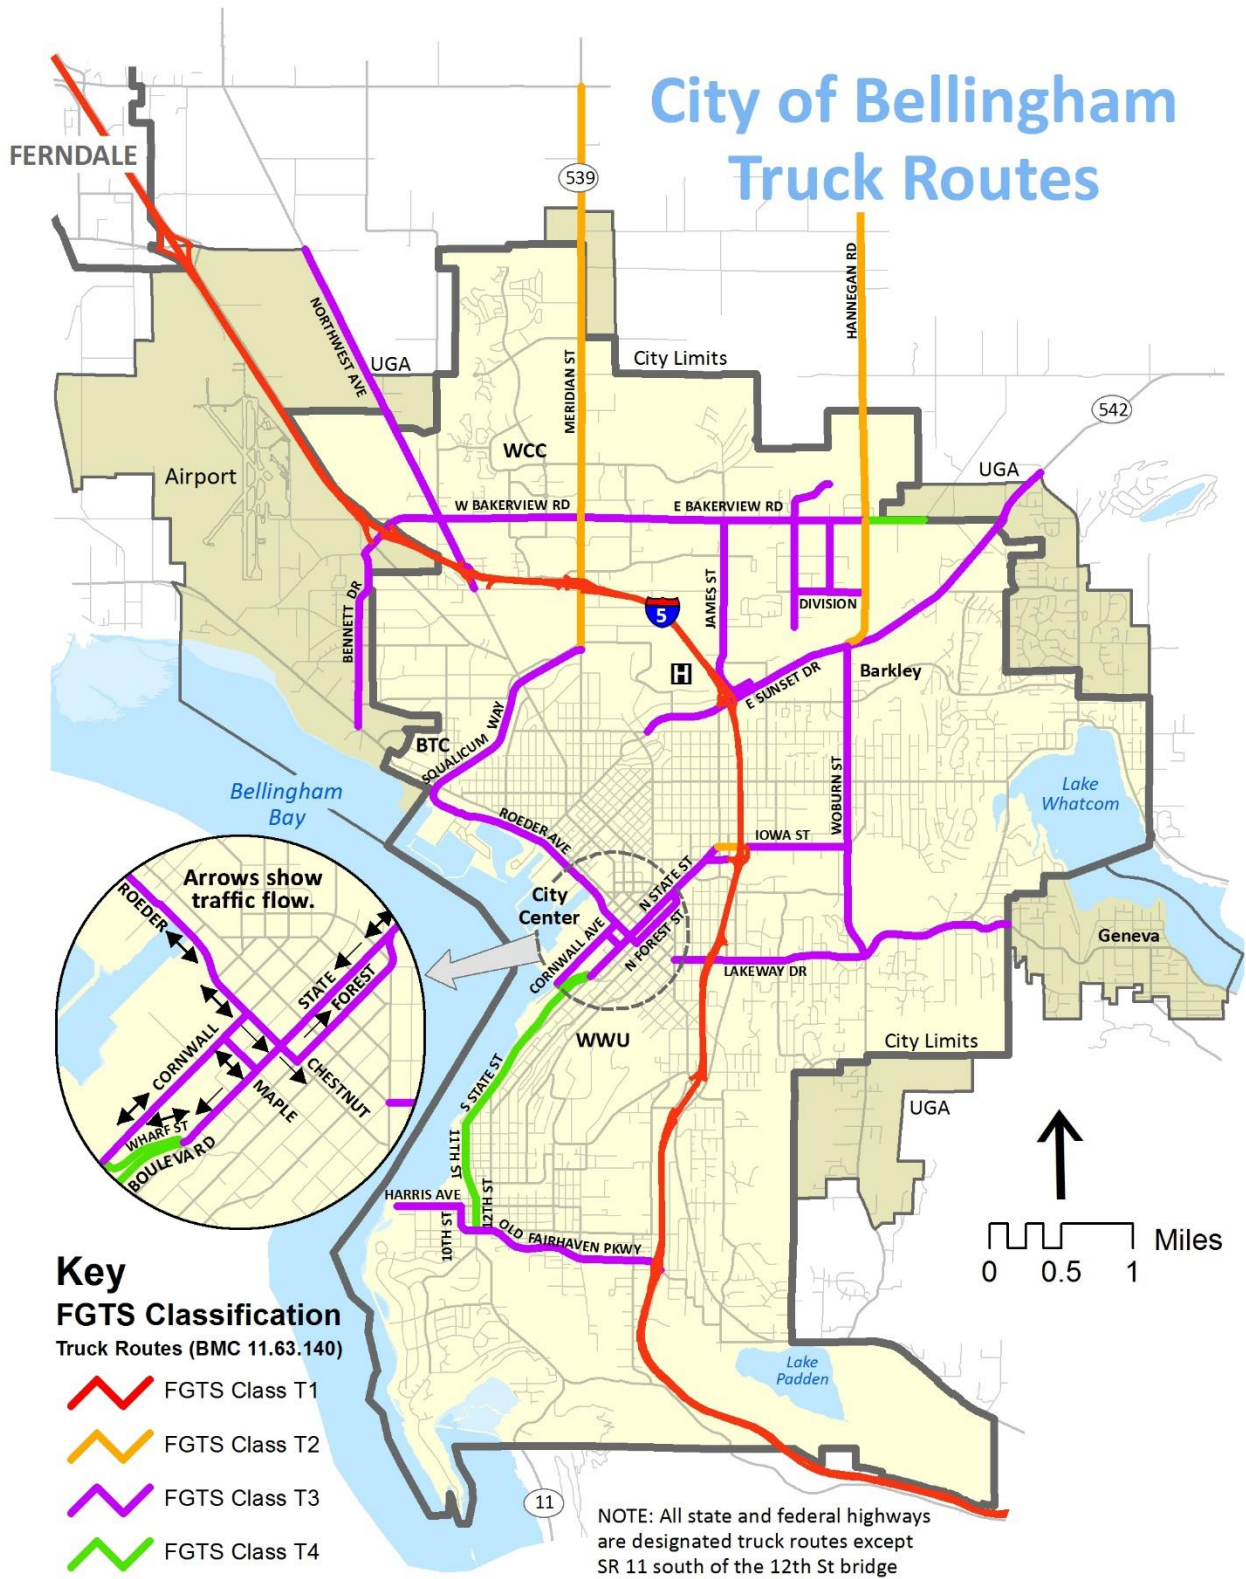 City of Bellingham
Truck Routes
FERNDALE
539
HANNEGAN RD
NORTHWEST AVE
UGA
MERIDIAN ST
City Limits
542
WCC
Airport
UGA
W BAKERVIEW RD
E BAKERVIEW RD
BENNETT DR
JAMES ST
DIVISION
5
H
E SUNSET DR
Barkley
BTC
SQUALICUM WAY
Bellingham
Bay
Lake
Whatcom
WOBURN ST
ROEDER AVE
IOWA ST
Arrows show
traffic flow.
ROEDER
City
Center
N STATE ST
CORNWALL AVE
N FOREST ST
LAKEWAY DR
Geneva
STATE
FOREST
CORNWALL
CHESTNUT
MAPLE
WHARF ST
BOULEVARD
WWU
City Limits
S STATE ST
UGA
11TH ST
HARRIS AVE
12TH ST
10TH ST
OLD FAIRHAVEN PKWY
Miles
0 0.5 1
Key
FGTS Classification
Truck Routes (BMC 11.63.140)
FGTS Class T1
FGTS Class T2
FGTS Class T3
FGTS Class T4
Lake
Padden
11
NOTE: All state and federal highways
are designated truck routes except
SR 11 south of the 12th St bridge